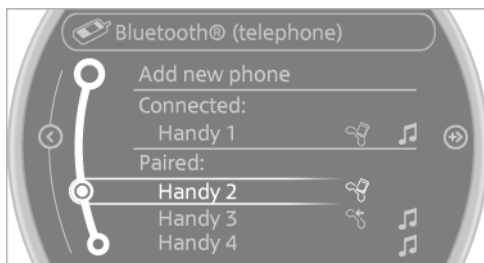 Bluetooth® (telephone)
Add new phone
Connected:
Handy 1
Paired:
Handy 2
Handy 3
Handy 4